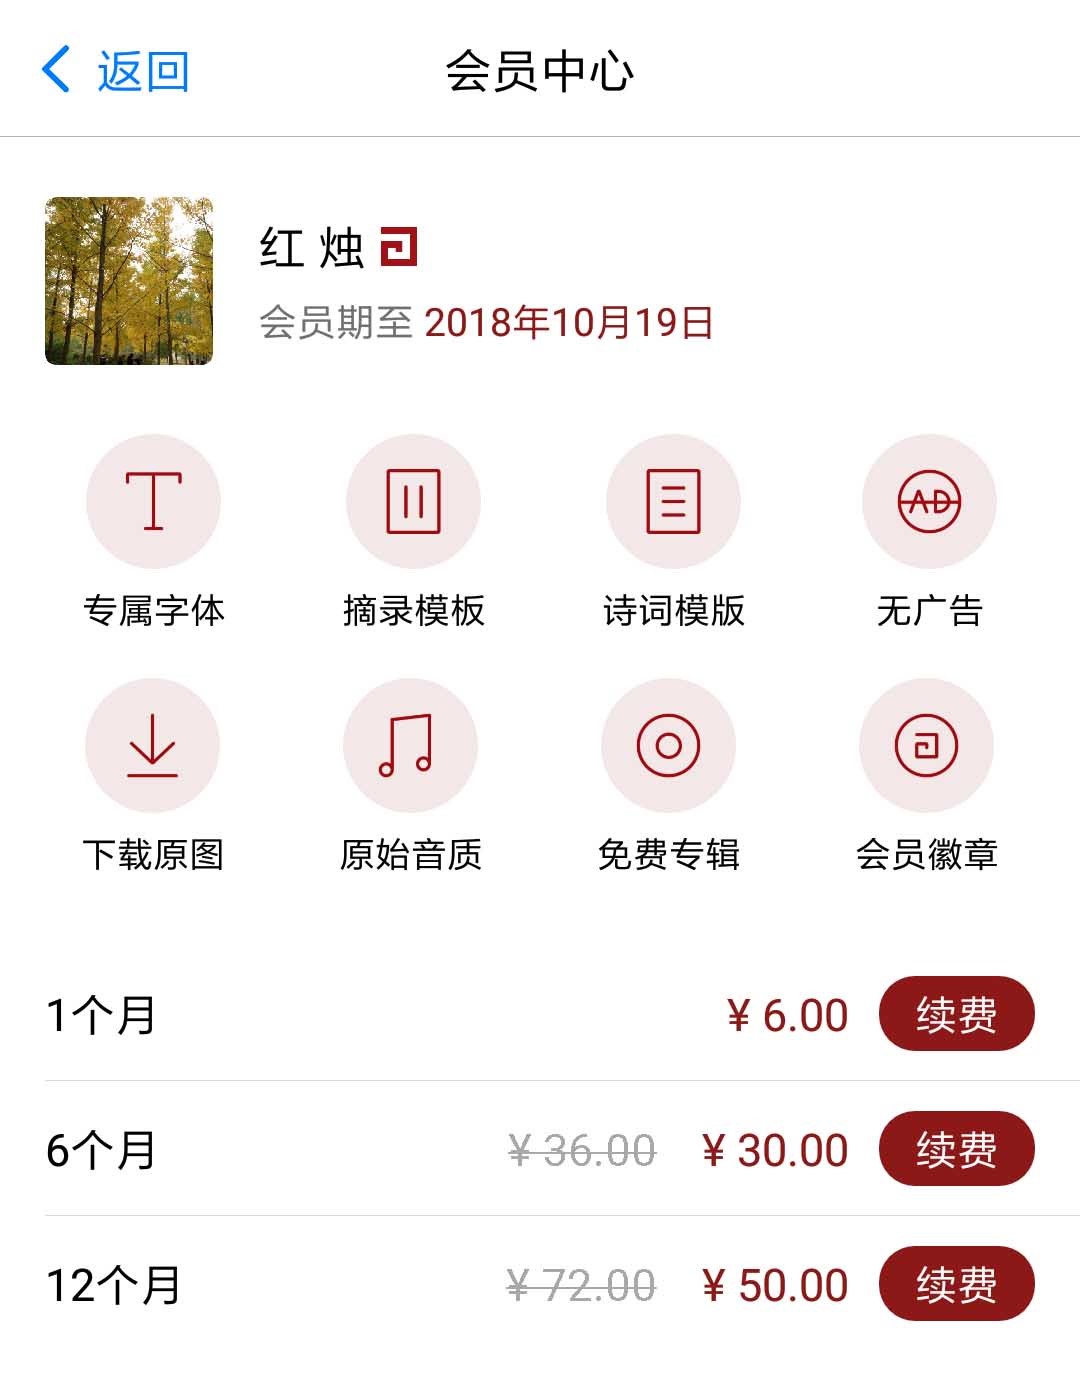 返回 会员中心
红 烛
会员期至 2018年10月19日
专属字体 摘录模板 诗词模版 无广告
下载原图 原始音质 免费专辑 会员徽章
1个月 ¥ 6.00 续费
6个月 ¥ 36.00 ¥ 30.00 续费
12个月 ¥ 72.00 ¥ 50.00 续费